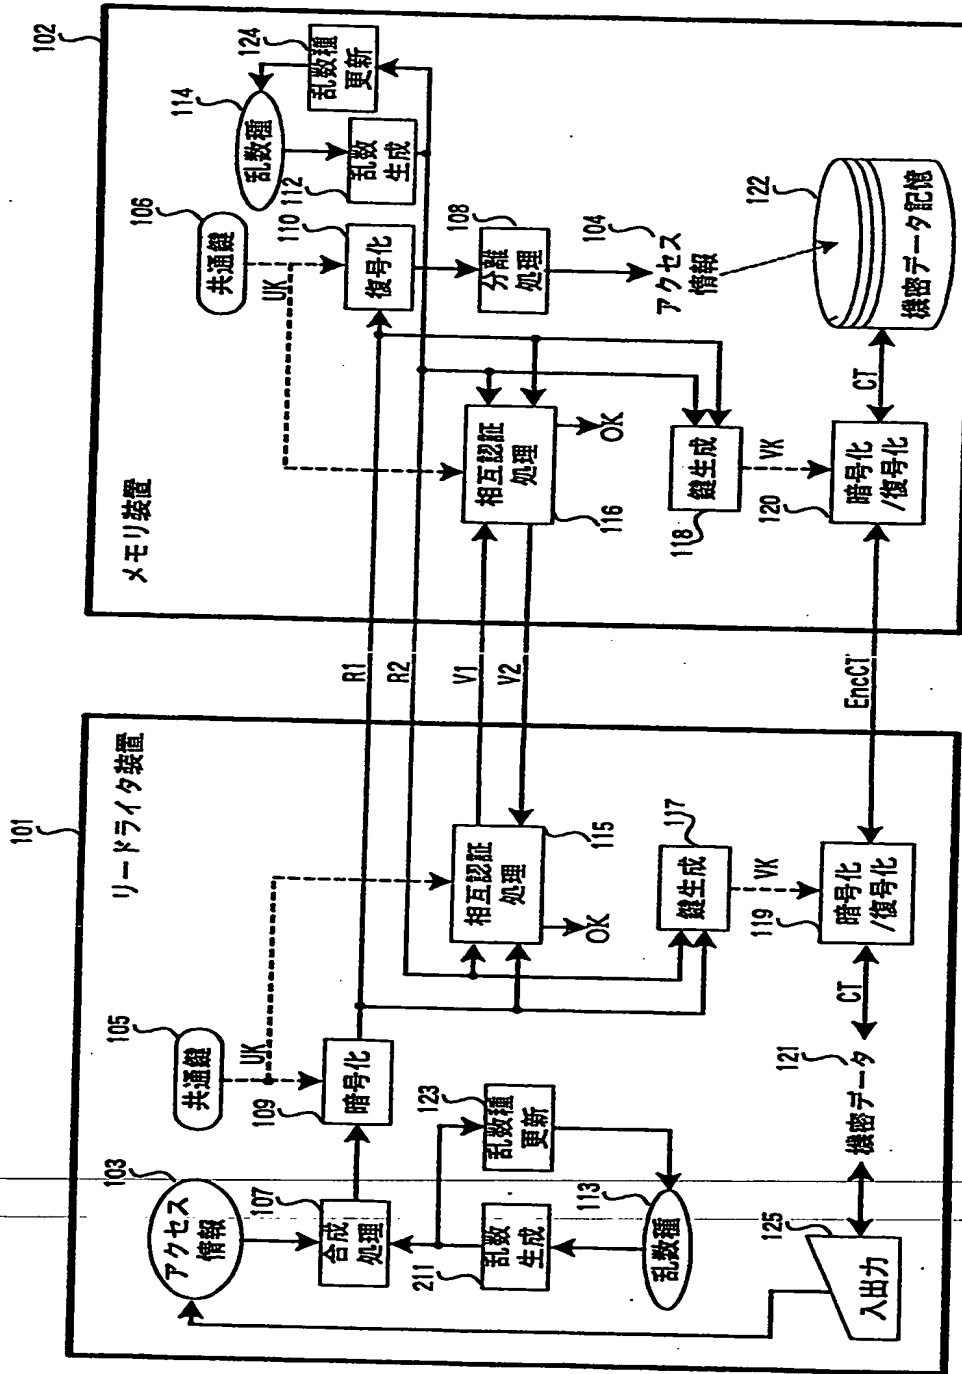 101
リードライタ装置
103
アクセス
情報
105
共通鍵
UK
107
合成
処理
109
暗号化
211
乱数
生成
123
乱数種
更新
113
乱数種
115
相互認証
処理
OK
117
鍵生成
VK
119
暗号化
/復号化
CT
121
機密データ
125
入出力
R1
R2
V1
V2
EncCT
102
メモリ装置
106
共通鍵
UK
114
乱数種
124
乱数種
更新
112
乱数
生成
110
復号化
108
分離
処理
104
アクセス
情報
116
相互認証
処理
OK
118
鍵生成
VK
120
暗号化
/復号化
CT
122
機密データ記憶